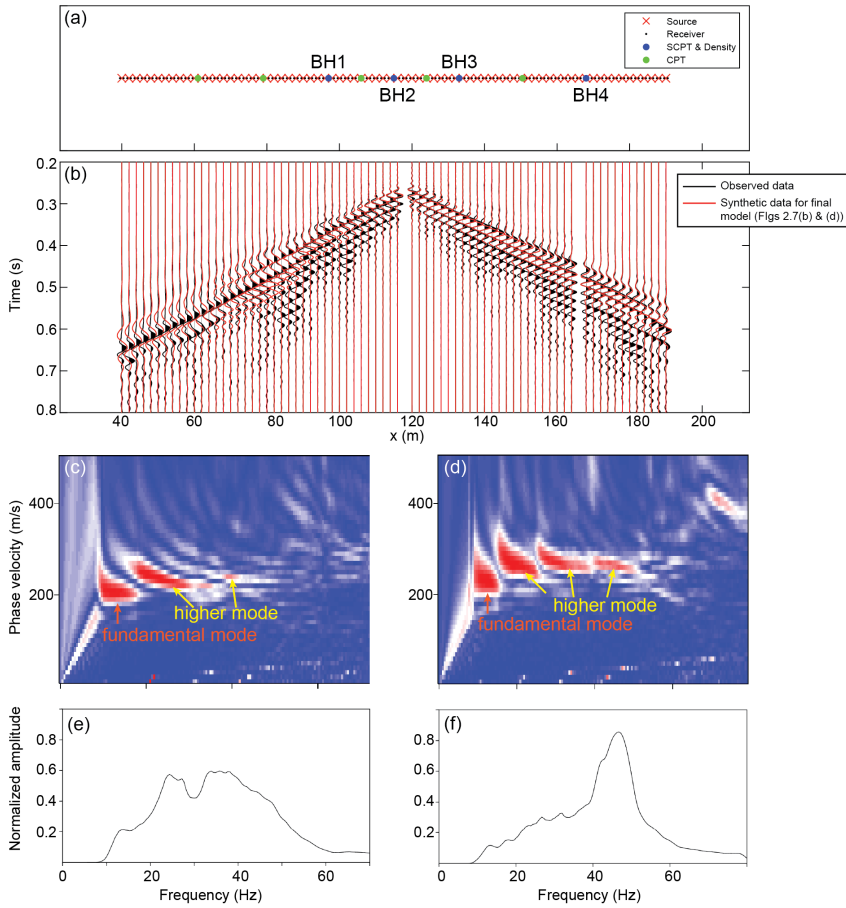 (a)
Source
Receiver
SCPT & Density
CPT
BH1
BH3
BH2
BH4
0.2
(b)
0.3
0.4
0.5
0.6
0.7
0.8
Time (s)
Observed data
Synthetic data for final
model (FIgs 2.7(b) & (d))
40 60 80 100 120 140 160 180 200
x (m)
(c)
400
200
Phase velocity (m/s)
higher mode
fundamental mode
(d)
400
200
higher mode
fundamental mode
(e)
0.8
0.6
0.4
0.2
Normalized amplitude
0 20 40 60
Frequency (Hz)
(f)
0.8
0.6
0.4
0.2
0 20 40 60
Frequency (Hz)